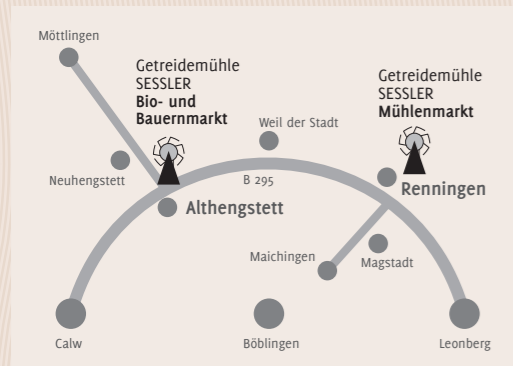 Möttlingen
Getreidemühle
SESSLER
Bio- und
Bauernmarkt
Getreidemühle
SESSLER
Mühlenmarkt
Weil der Stadt
Neuhengstett
B 295
Renningen
Althengstett
Maichingen
Magstadt
Calw
Böblingen
Leonberg